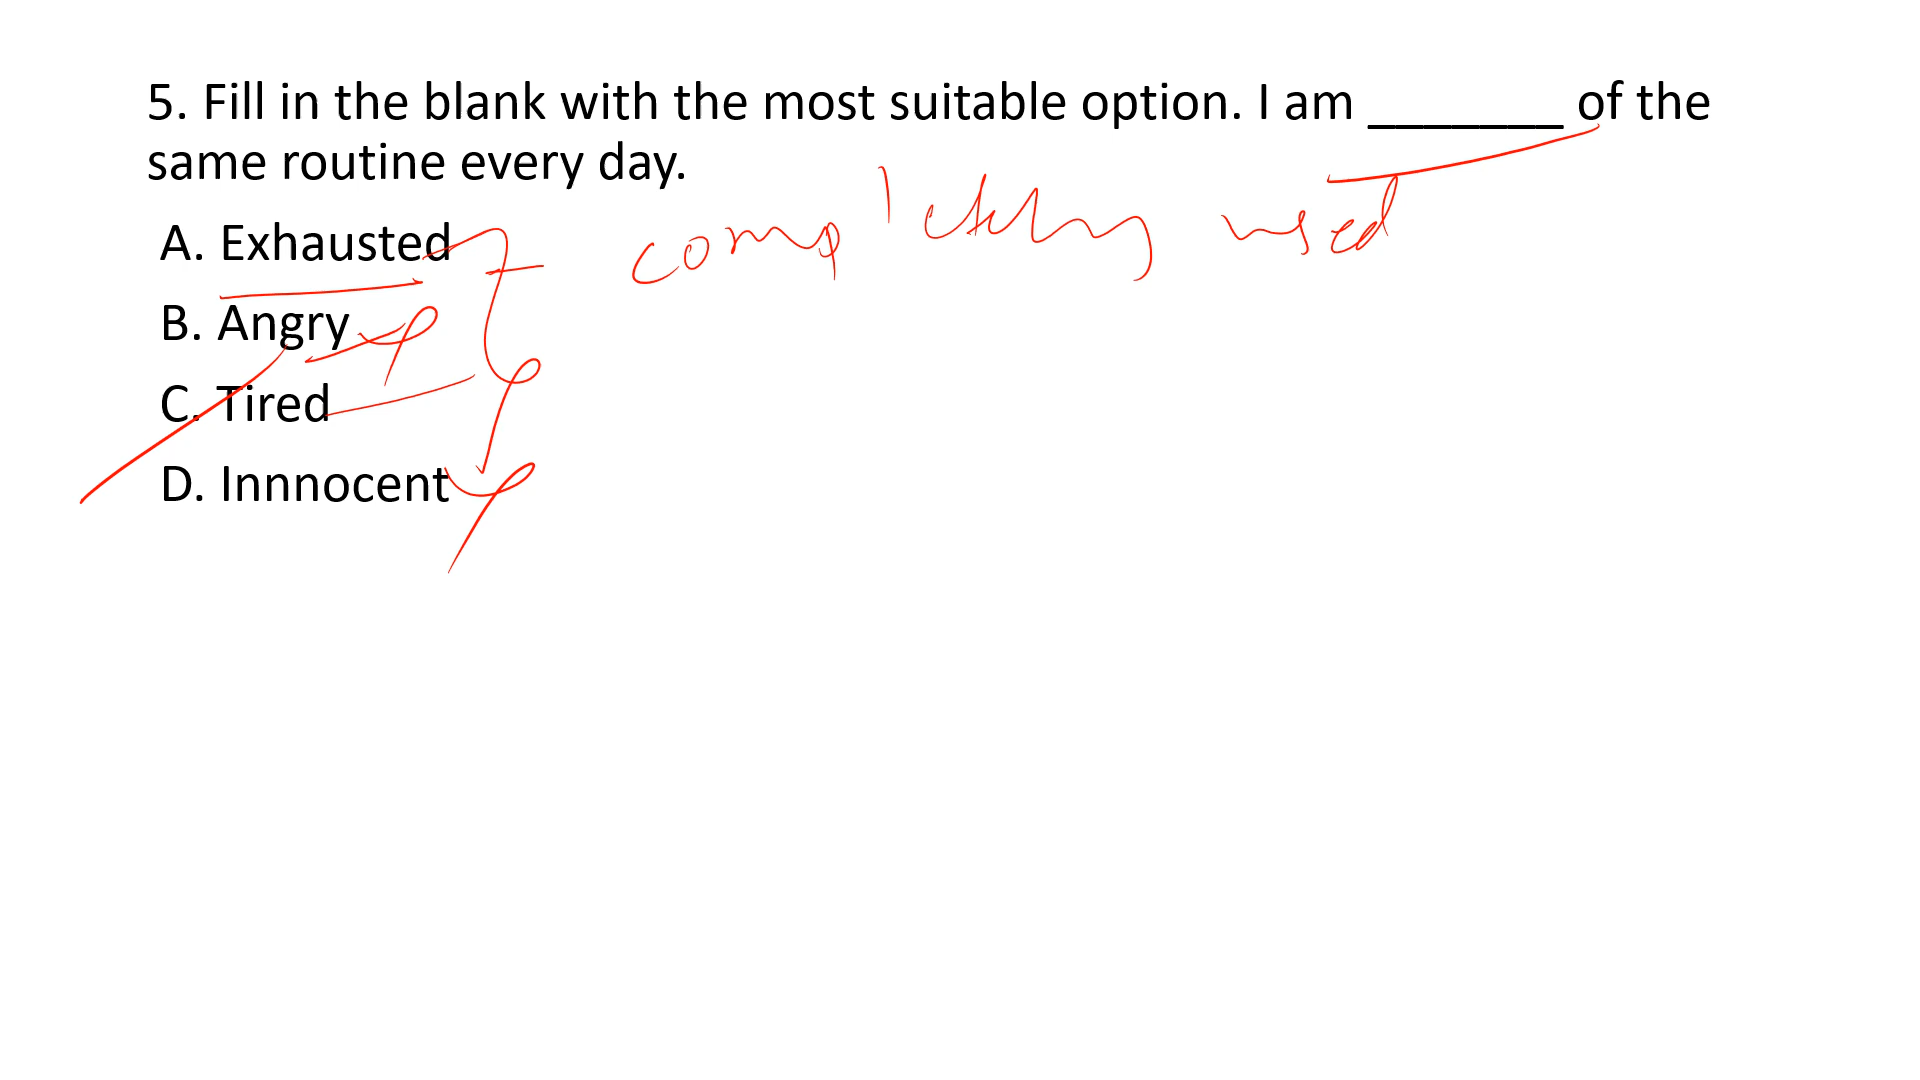 5. Fill in the blank with the most suitable option. I am _______ of the
same routine every day.
A. Exhausted
completely used
B. Angry
C. Tired
D. Innnocent